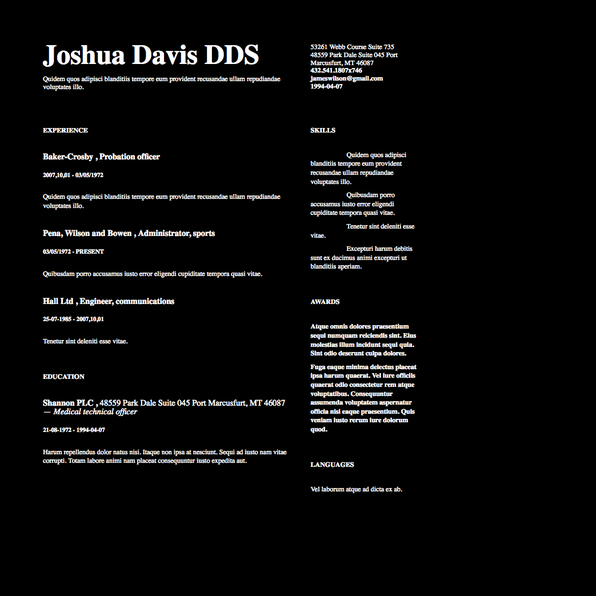 Joshua Davis DDS
Quidem quos adipisci blanditiis tempore eum provident recusandae ullam repudiandae
voluptates illo.
EXPERIENCE
Baker-Crosby , Probation officer
2007,10,01 - 03/05/1972
Quidem quos adipisci blanditiis tempore eum provident recusandae ullam repudiandae
voluptates illo.
Pena, Wilson and Bowen , Administrator, sports
03/05/1972 - PRESENT
Quibusdam porro accusamus iusto error eligendi cupiditate tempora quasi vitae.
Hall Ltd , Engineer, communications
25-07-1985 - 2007,10,01
Tenetur sint deleniti esse vitae.
EDUCATION
Shannon PLC , 48559 Park Dale Suite 045 Port Marcusfurt, MT 46087
— Medical technical officer
21-08-1972 - 1994-04-07
Harum repellendus dolor natus nisi. Itaque non ipsa at nesciunt. Sequi ad iusto nam vitae
corrupti. Totam labore animi nam placeat consequuntur iusto expedita aut.
53261 Webb Course Suite 735
48559 Park Dale Suite 045 Port
Marcusfurt, MT 46087
432.541.1807x746
jameswilson@gmail.com
1994-04-07
SKILLS
Quidem quos adipisci
blanditiis tempore eum provident
recusandae ullam repudiandae
voluptates illo.
Quibusdam porro
accusamus iusto error eligendi
cupiditate tempora quasi vitae.
Tenetur sint deleniti esse
vitae.
Excepturi harum debitis
sunt ex ducimus animi excepturi ut
blanditiis aperiam.
AWARDS
Atque omnis dolores praesentium
sequi numquam reiciendis sint. Eius
molestias illum incidunt sequi quia.
Sint odio deserunt culpa dolores.
Fuga eaque minima delectus placeat
ipsa harum quaerat. Vel iure officiis
quaerat odio consectetur rem atque
voluptatibus. Consequuntur
assumenda voluptatem aspernatur
officia nisi eaque praesentium. Quis
veniam iusto rerum iure dolorum
quod.
LANGUAGES
Vel laborum atque ad dicta ex ab.